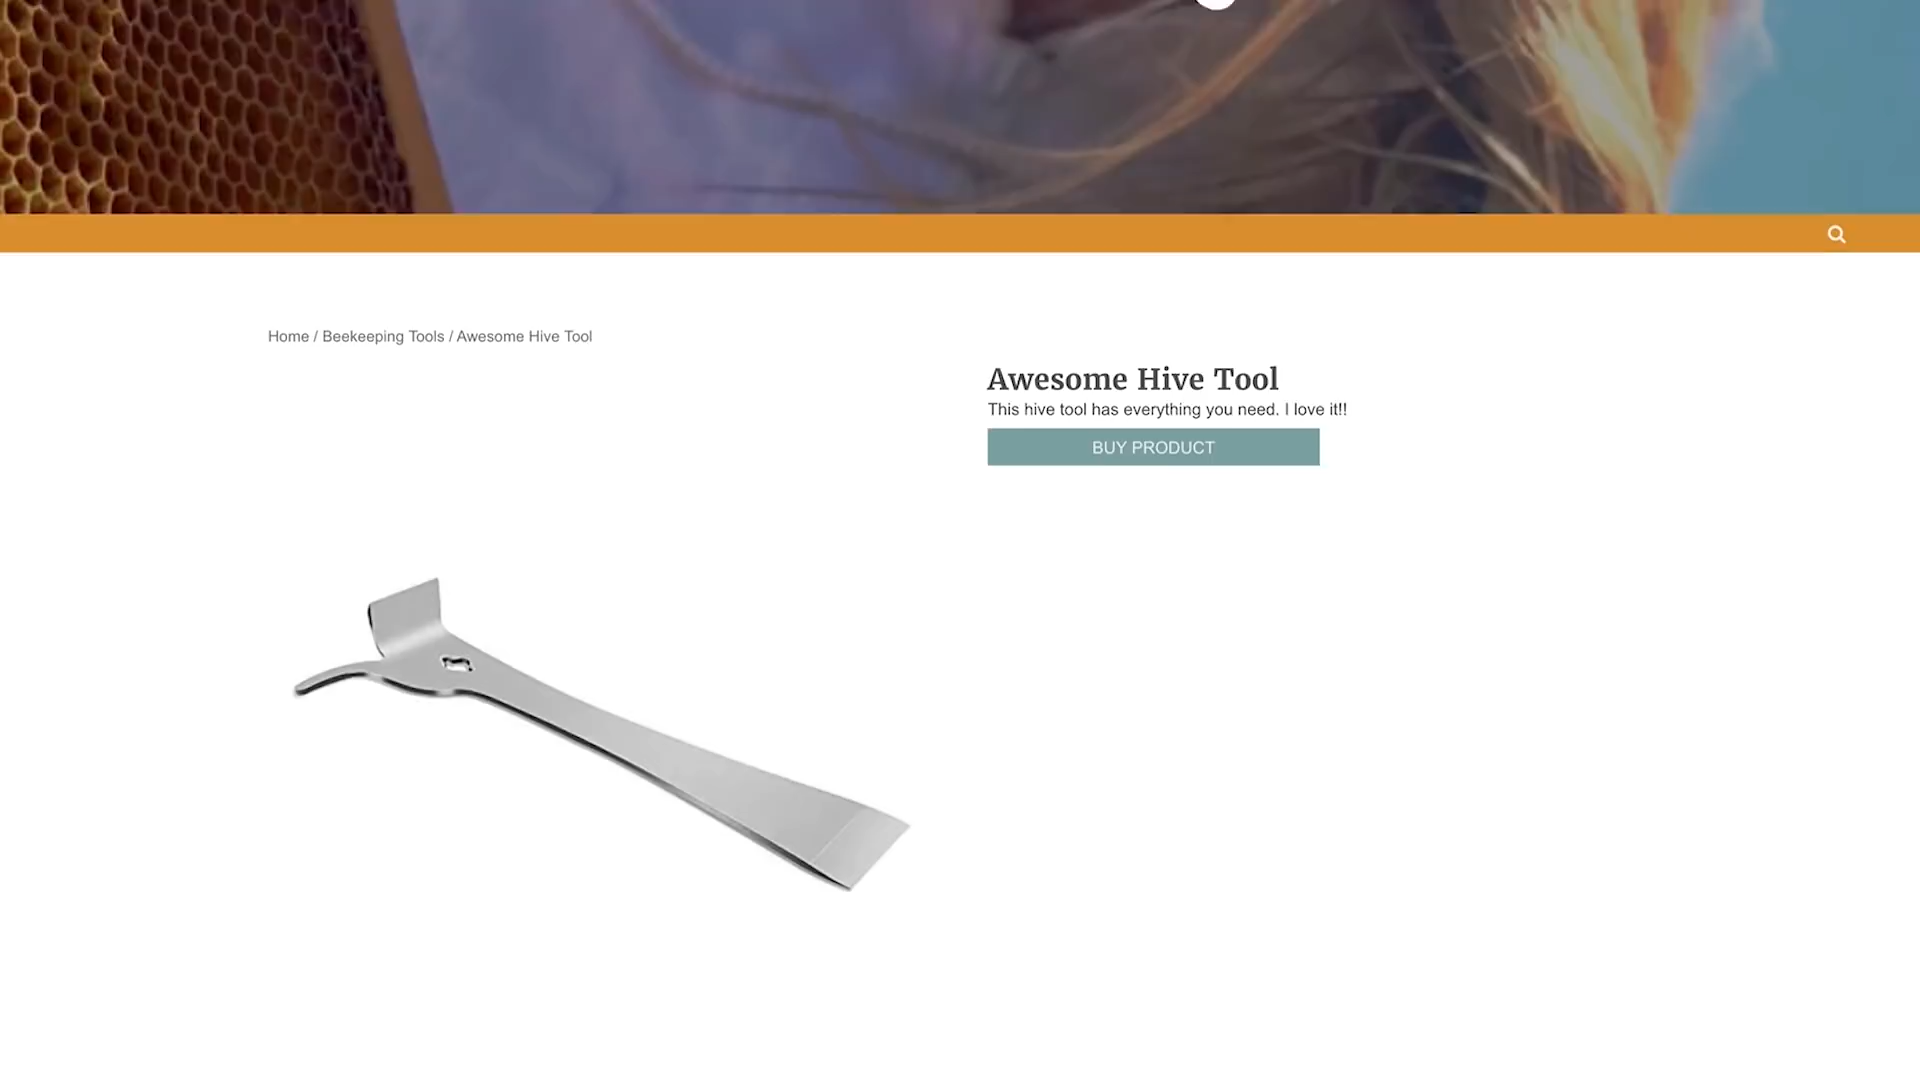 Home / Beekeeping Tools / Awesome Hive Tool
Awesome Hive Tool
This hive tool has everything you need. I love it!!
BUY PRODUCT